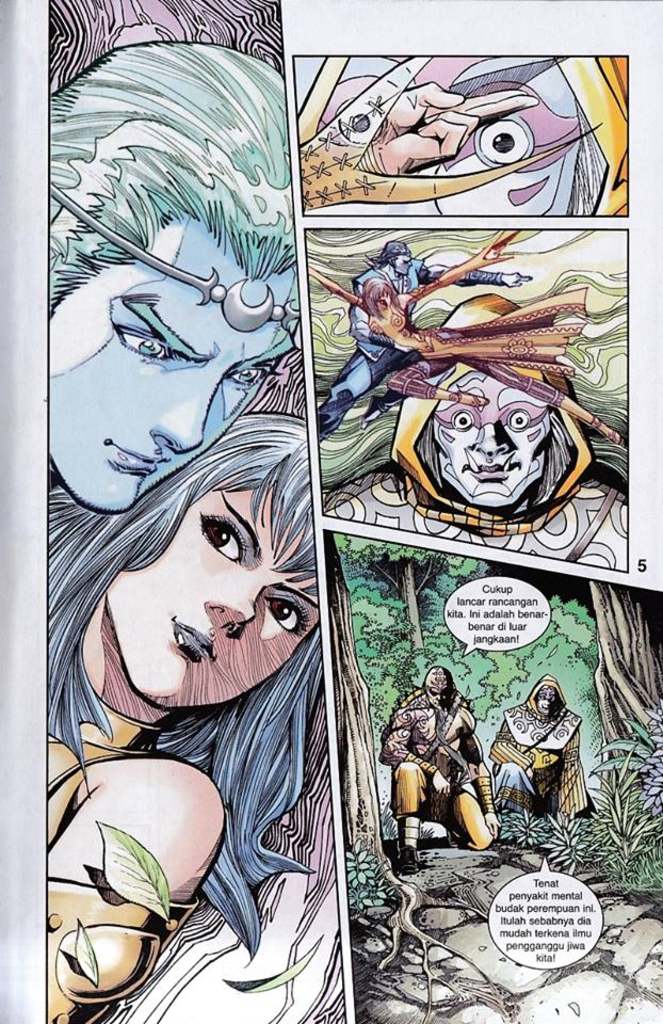 5
Cukup
lancar rancangan
kita. Ini adalah benar-
benar di luar
jangkaan!
Tenat
penyakit mental
budak perempuan ini.
Itulah sebabnya dia
mudah terkena ilmu
pengganggu jiwa
kita!